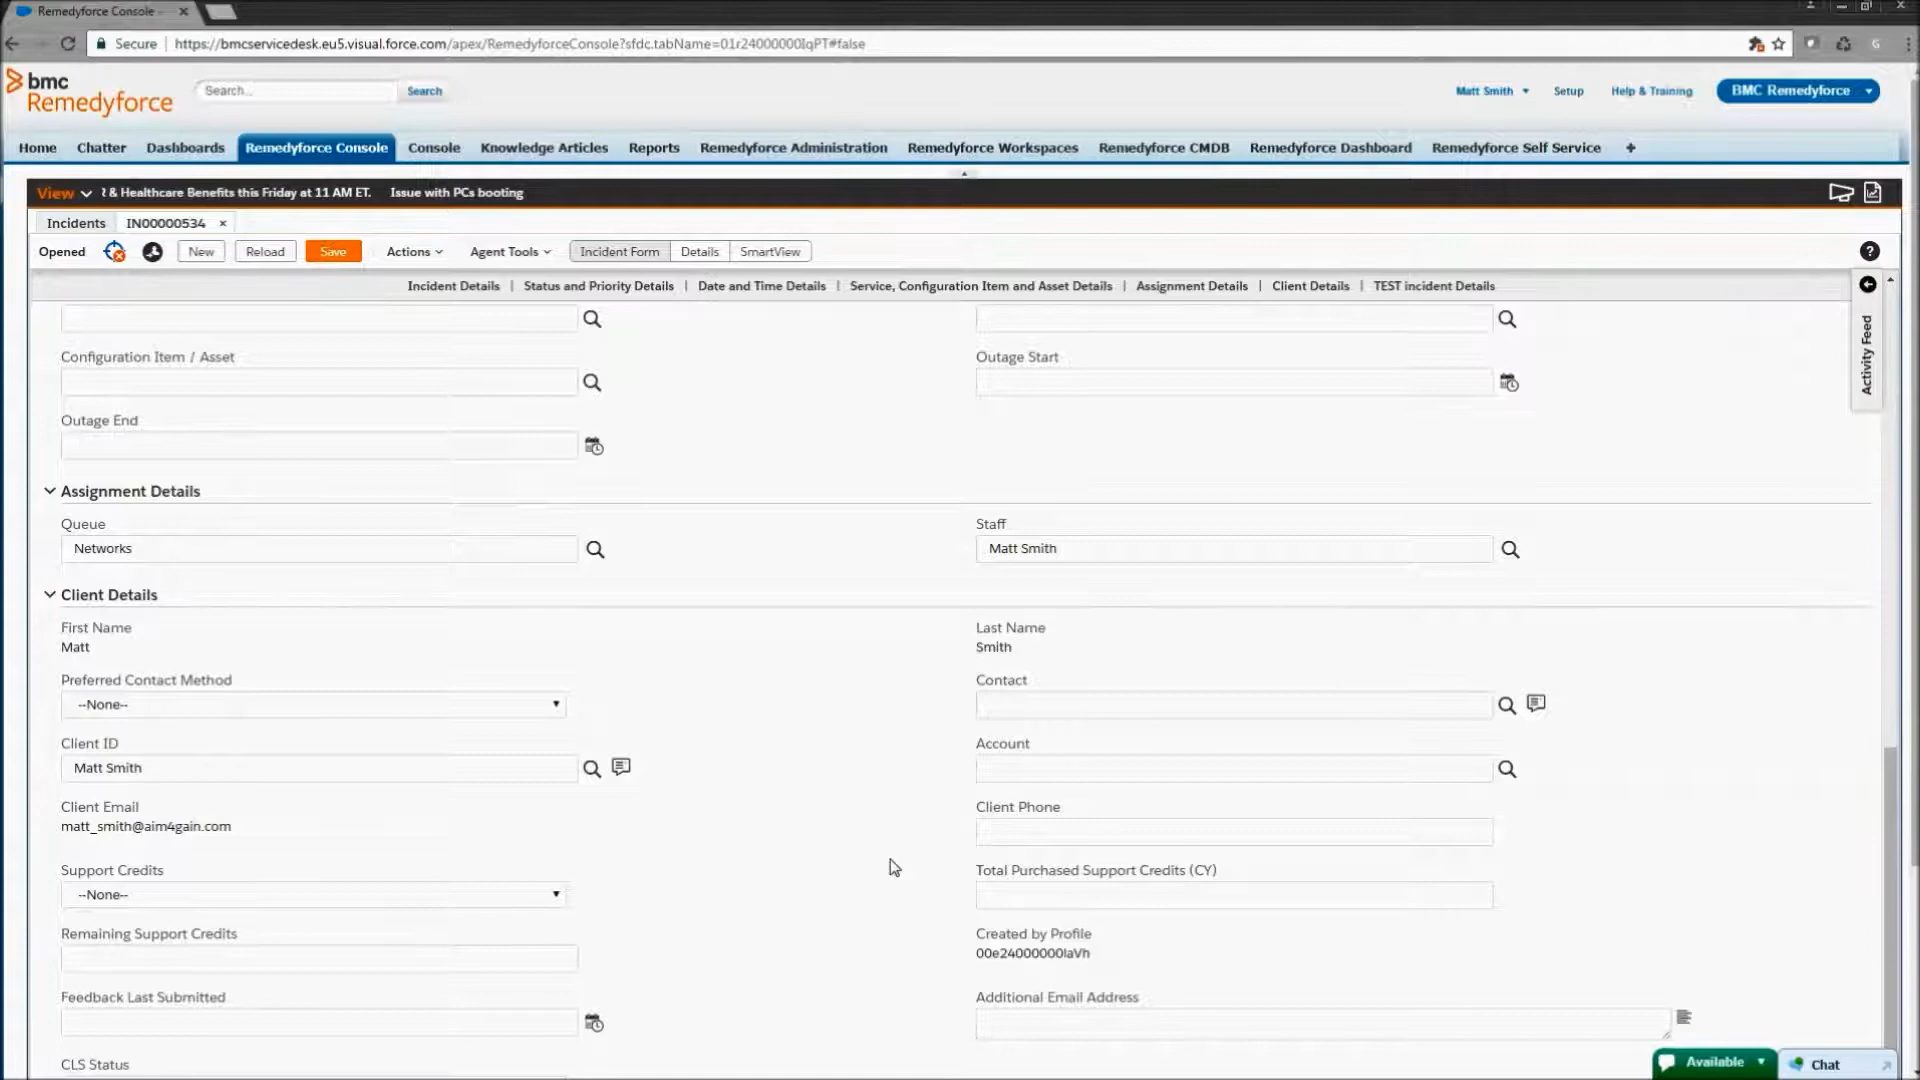 Remedyforce Console
Secure https://bmcservicedesk.eu5.visual.force.com/apex/RemedyforceConsole?sfdc.tabName=01r24000000IqPT#false
bmc
Remedyforce
Search...
Search
Matt Smith
Setup
Help & Training
BMC Remedyforce
Home Chatter Dashboards Remedyforce Console Console Knowledge Articles Reports Remedyforce Administration Remedyforce Workspaces Remedyforce CMDB Remedyforce Dashboard Remedyforce Self Service +
View & Healthcare Benefits this Friday at 11 AM ET. Issue with PCs booting
Incidents IN00000534 ×
Opened New Reload Save Actions Agent Tools Incident Form Details SmartView
Incident Details | Status and Priority Details | Date and Time Details | Service, Configuration Item and Asset Details | Assignment Details | Client Details | TEST incident Details
Activity Feed
Configuration Item / Asset
Outage Start
Outage End
Assignment Details
Queue
Staff
Networks
Matt Smith
Client Details
First Name
Last Name
Matt
Smith
Preferred Contact Method
Contact
--None--
Client ID
Account
Matt Smith
Client Email
Client Phone
matt_smith@aim4gain.com
Support Credits
Total Purchased Support Credits (CY)
--None--
Remaining Support Credits
Created by Profile
00e24000000IaVh
Feedback Last Submitted
Additional Email Address
CLS Status
Available
Chat